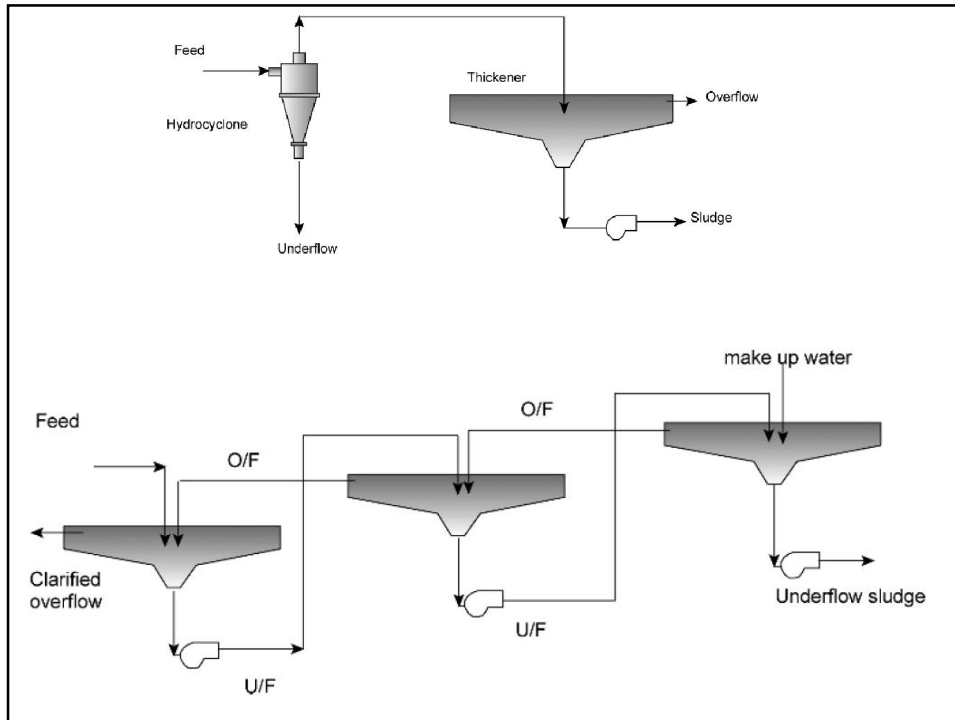 Feed
Thickener
Overflow
Hydrocyclone
Sludge
Underflow
make up water
O/F
Feed
O/F
Clarified
overflow
Underflow sludge
U/F
U/F